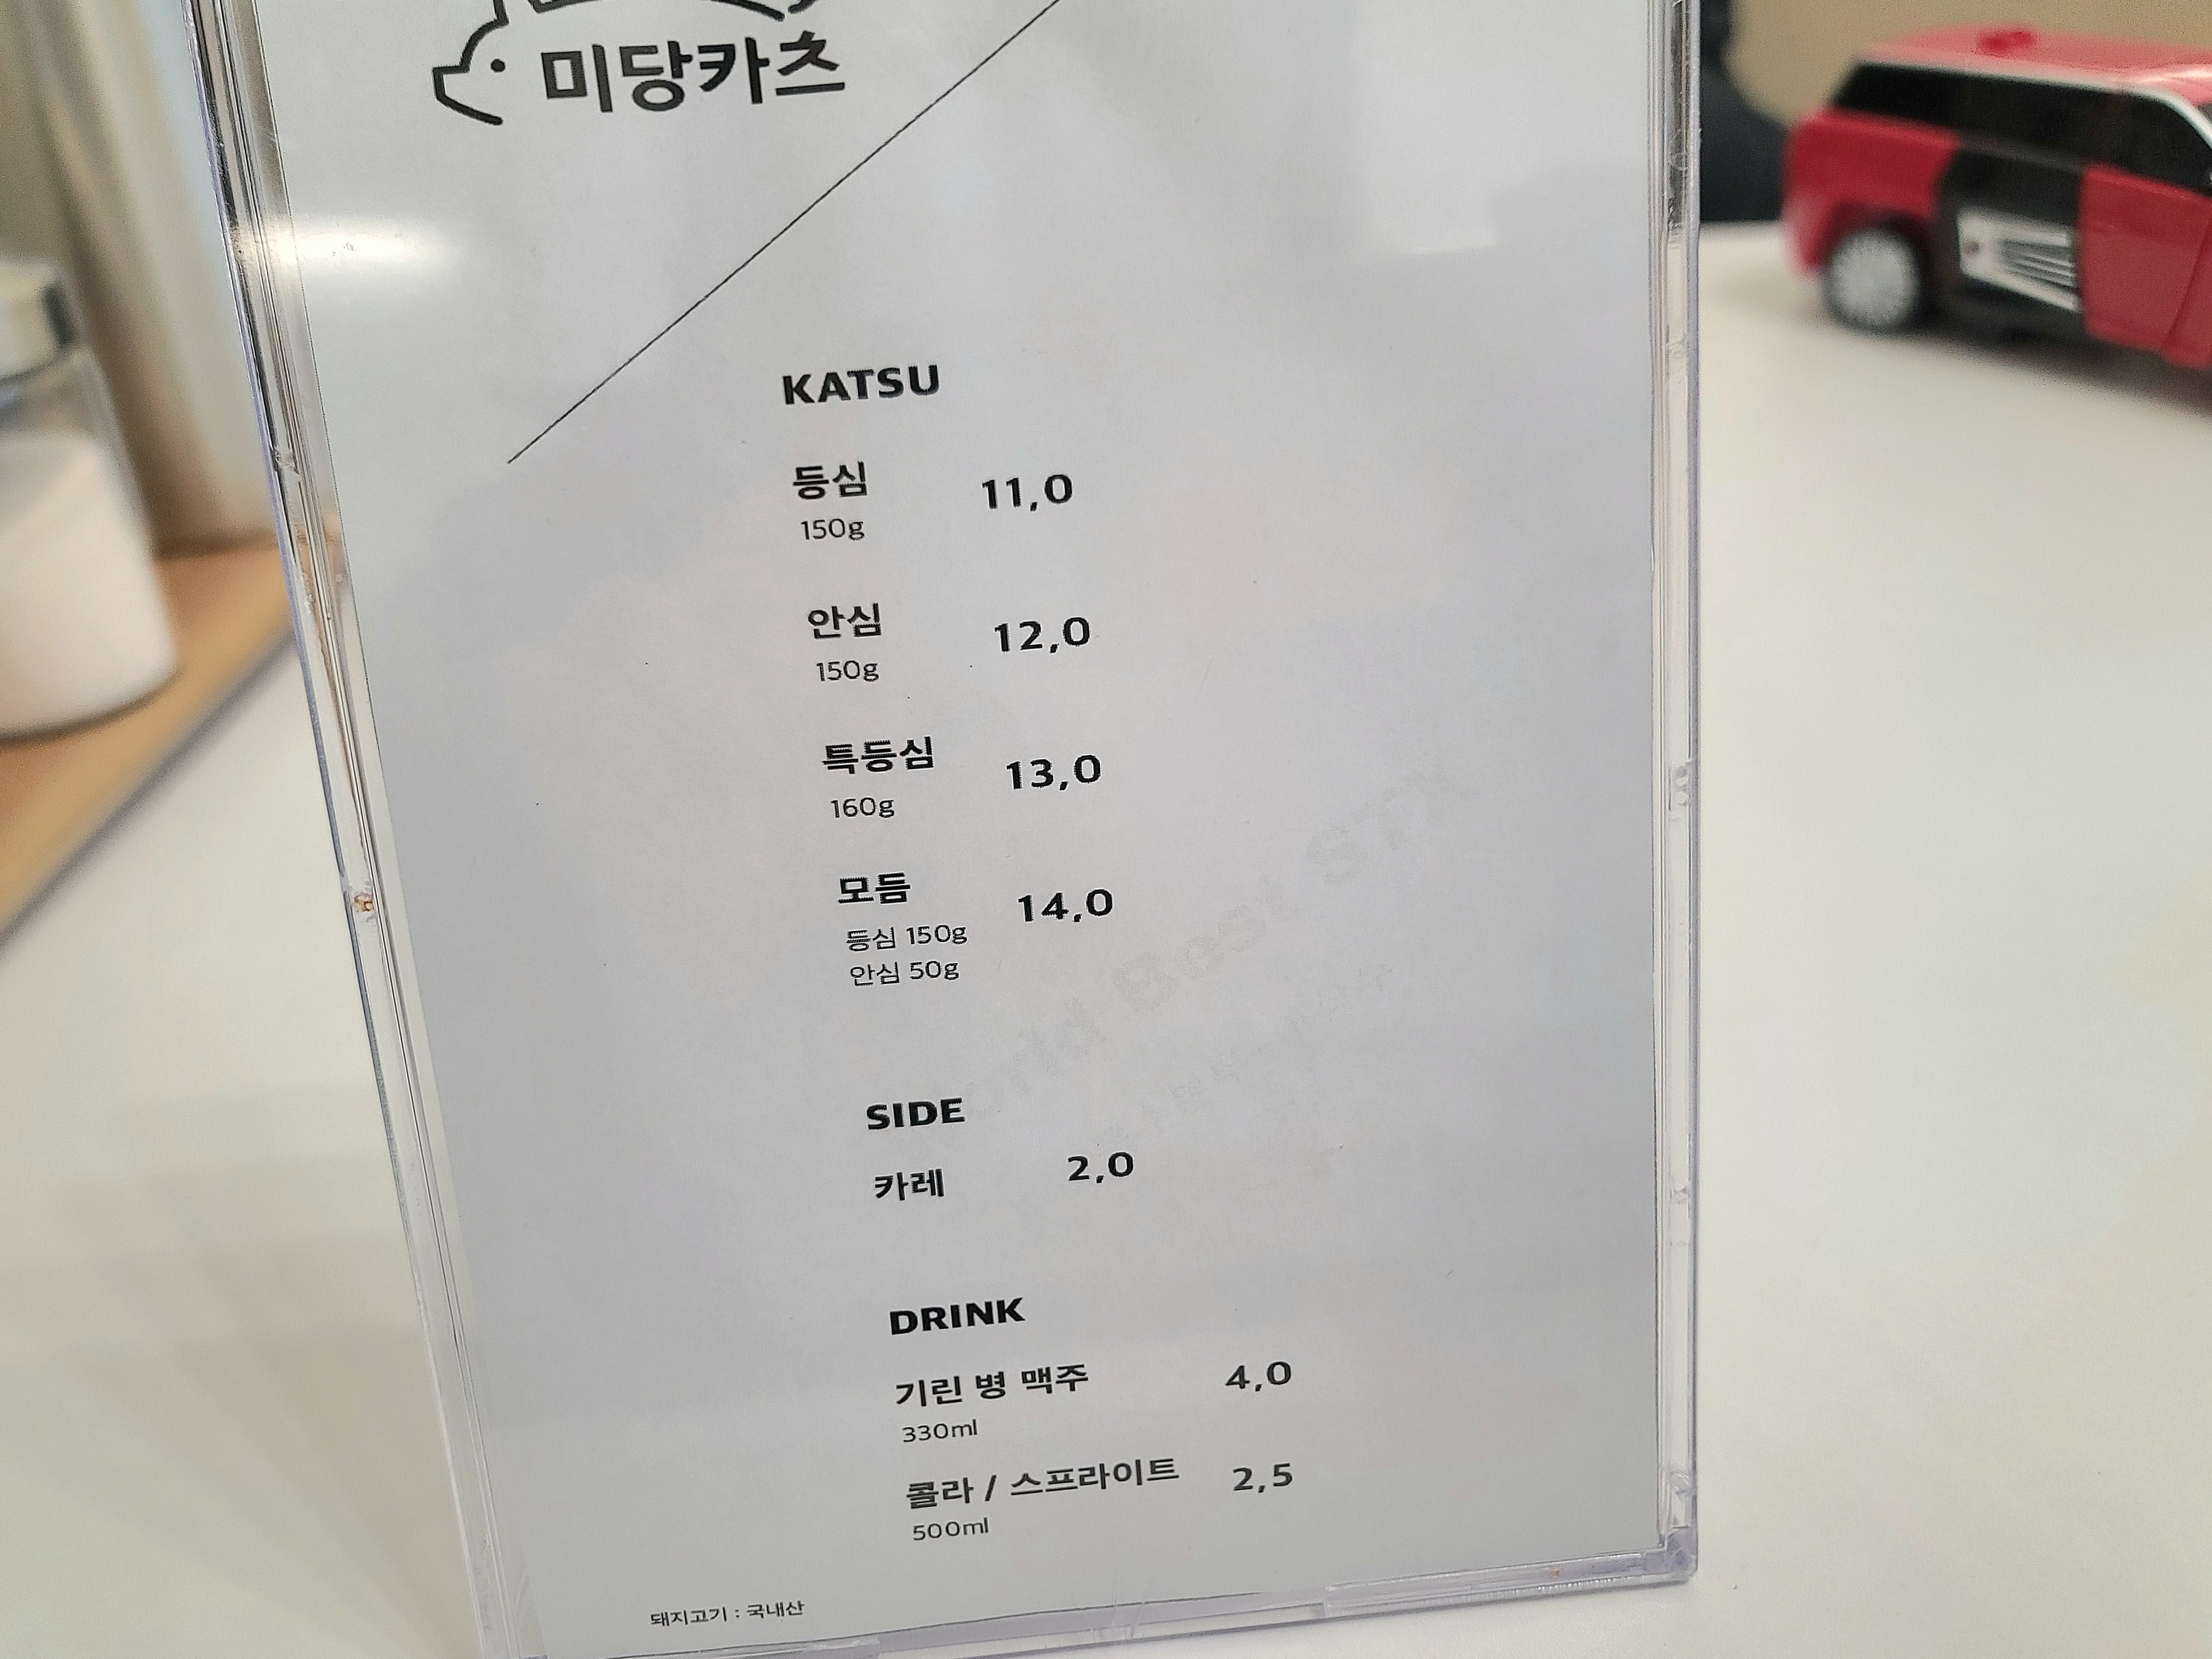 미당카츠
KATSU
등심 11,0
150g
안심 12,0
150g
특등심 13,0
160g
모듬 14,0
등심 150g
안심 50g
SIDE
카레 2,0
DRINK
기린 병 맥주 4,0
330ml
콜라 / 스프라이트 2,5
500ml
돼지고기 : 국내산